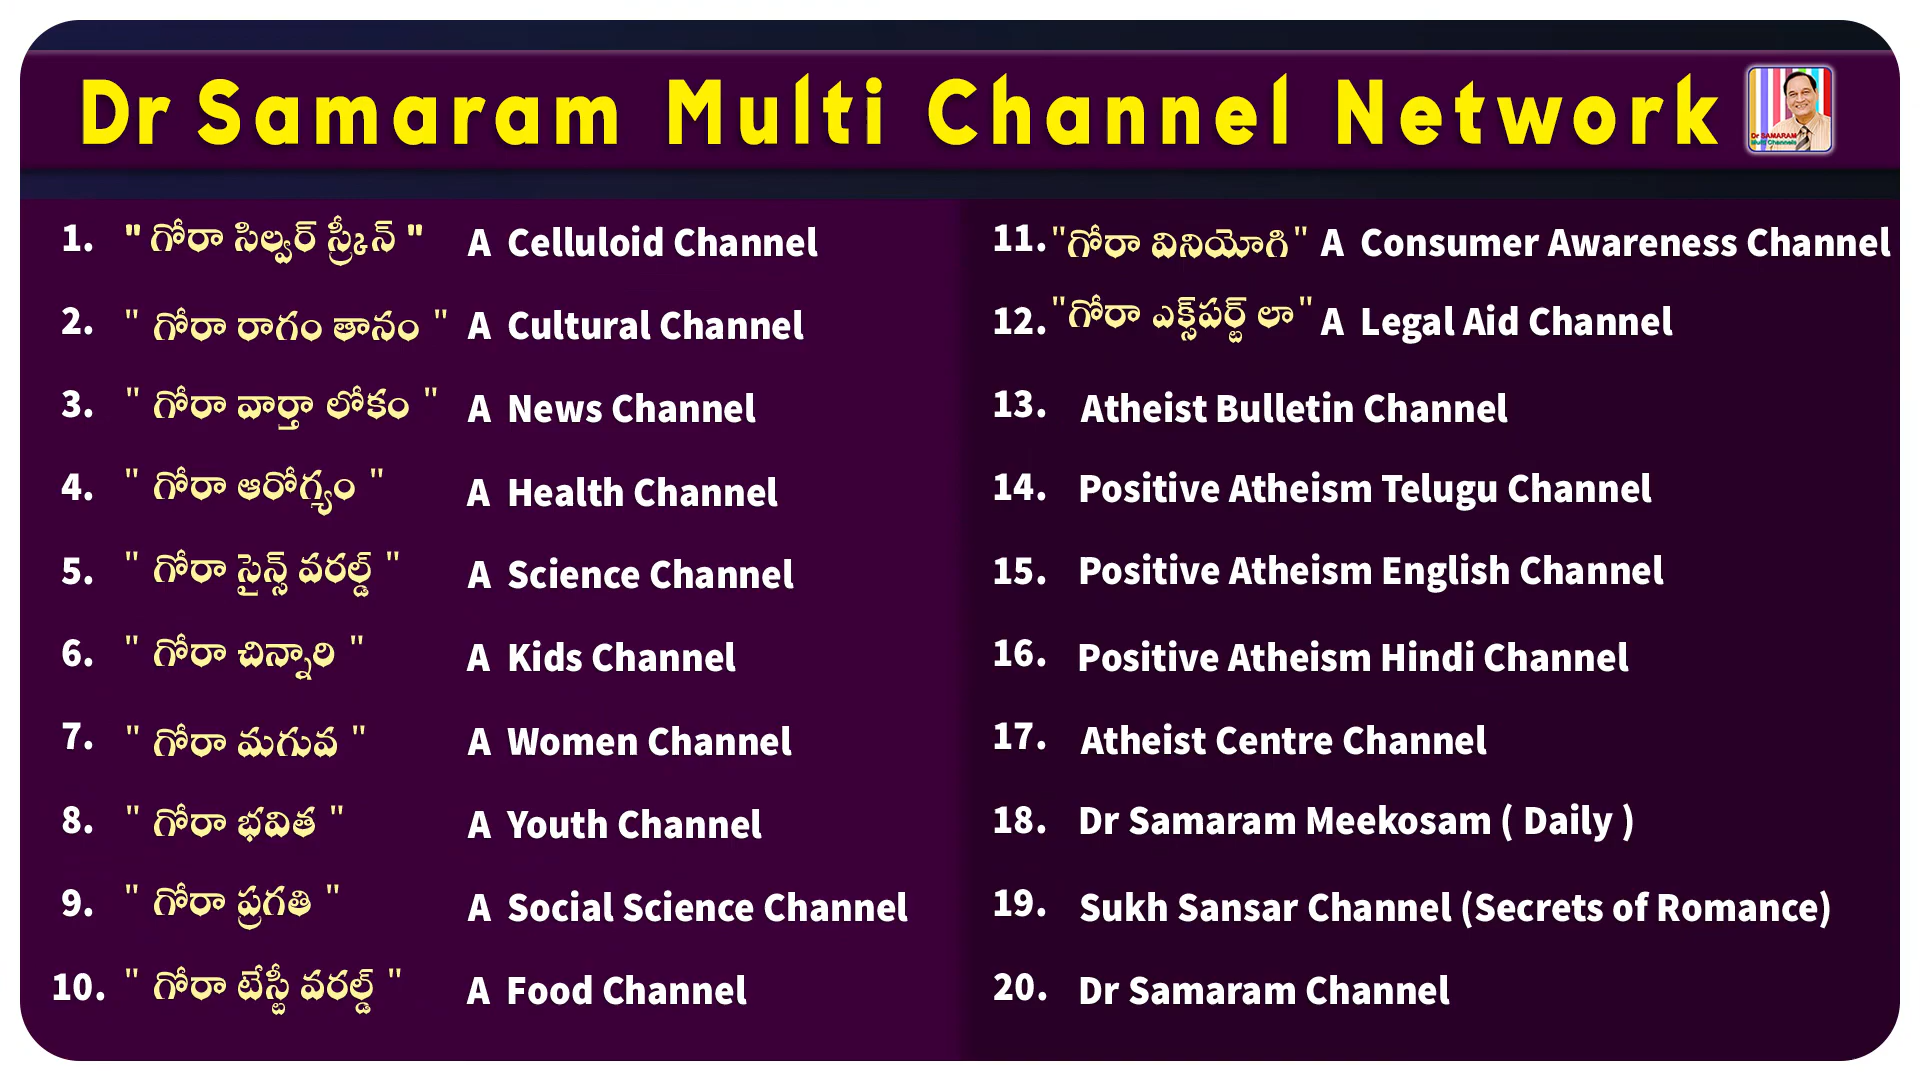 Dr Samaram Multi Channel Network
Dr SAMARAM
Multi Channels
1. " గోరా సిల్వర్ స్క్రీన్ " A Celluloid Channel
2. " గోరా రాగం తానం " A Cultural Channel
3. " గోరా వార్తా లోకం " A News Channel
4. " గోరా ఆరోగ్యం " A Health Channel
5. " గోరా సైన్స్ వరల్డ్ " A Science Channel
6. " గోరా చిన్నారి " A Kids Channel
7. " గోరా మగువ " A Women Channel
8. " గోరా భవిత " A Youth Channel
9. " గోరా ప్రగతి " A Social Science Channel
10. " గోరా టేస్టీ వరల్డ్ " A Food Channel
11. "గోరా వినియోగి" A Consumer Awareness Channel
12. "గోరా ఎక్స్‌పర్ట్ లా" A Legal Aid Channel
13. Atheist Bulletin Channel
14. Positive Atheism Telugu Channel
15. Positive Atheism English Channel
16. Positive Atheism Hindi Channel
17. Atheist Centre Channel
18. Dr Samaram Meekosam ( Daily )
19. Sukh Sansar Channel (Secrets of Romance)
20. Dr Samaram Channel